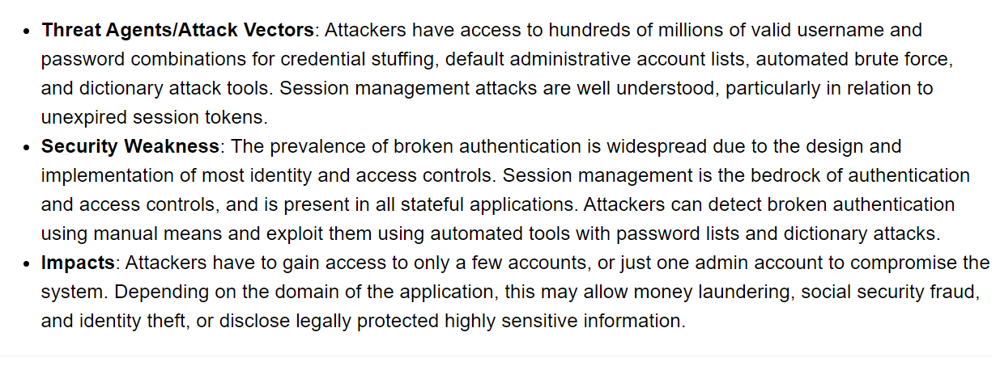 • Threat Agents/Attack Vectors: Attackers have access to hundreds of millions of valid username and
password combinations for credential stuffing, default administrative account lists, automated brute force,
and dictionary attack tools. Session management attacks are well understood, particularly in relation to
unexpired session tokens.
• Security Weakness: The prevalence of broken authentication is widespread due to the design and
implementation of most identity and access controls. Session management is the bedrock of authentication
and access controls, and is present in all stateful applications. Attackers can detect broken authentication
using manual means and exploit them using automated tools with password lists and dictionary attacks.
• Impacts: Attackers have to gain access to only a few accounts, or just one admin account to compromise the
system. Depending on the domain of the application, this may allow money laundering, social security fraud,
and identity theft, or disclose legally protected highly sensitive information.